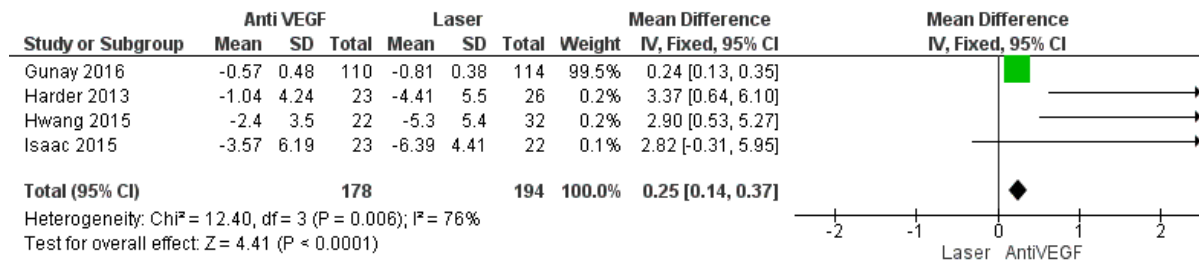 Anti VEGF Laser Mean Difference Mean Difference
Study or Subgroup Mean SD Total Mean SD Total Weight IV, Fixed, 95% CI IV, Fixed, 95% CI
Gunay 2016 -0.57 0.48 110 -0.81 0.38 114 99.5% 0.24 [0.13, 0.35]
Harder 2013 -1.04 4.24 23 -4.41 5.5 26 0.2% 3.37 [0.64, 6.10]
Hwang 2015 -2.4 3.5 22 -5.3 5.4 32 0.2% 2.90 [0.53, 5.27]
Isaac 2015 -3.57 6.19 23 -6.39 4.41 22 0.1% 2.82 [-0.31, 5.95]
Total (95% CI) 178 194 100.0% 0.25 [0.14, 0.37]
Heterogeneity: Chi² = 12.40, df = 3 (P = 0.006); I² = 76%
Test for overall effect: Z = 4.41 (P < 0.0001)
-2 -1 0 1 2
Laser AntiVEGF